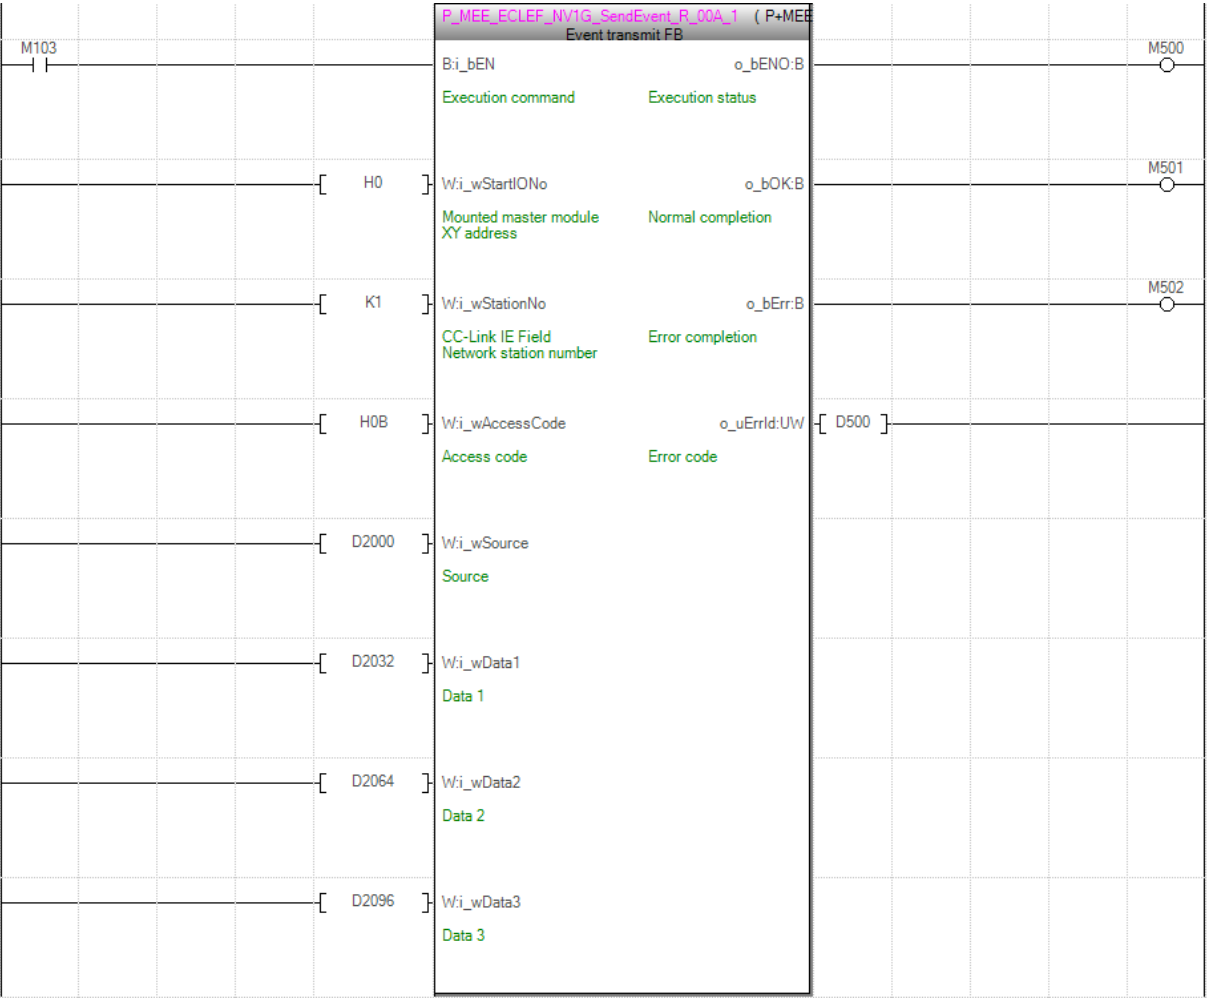 P_MEE_ECLEF_NV1G_SendEvent_R_00A_1 ( P+MEE
Event transmit FB
M103
B:i_bEN
o_bENO:B
M500
Execution command
Execution status
H0
W:i_wStartIONo
o_bOK:B
M501
Mounted master module
XY address
Normal completion
K1
W:i_wStationNo
o_bErr:B
M502
CC-Link IE Field
Network station number
Error completion
H0B
W:i_wAccessCode
o_uErrId:UW
D500
Access code
Error code
D2000
W:i_wSource
Source
D2032
W:i_wData1
Data 1
D2064
W:i_wData2
Data 2
D2096
W:i_wData3
Data 3